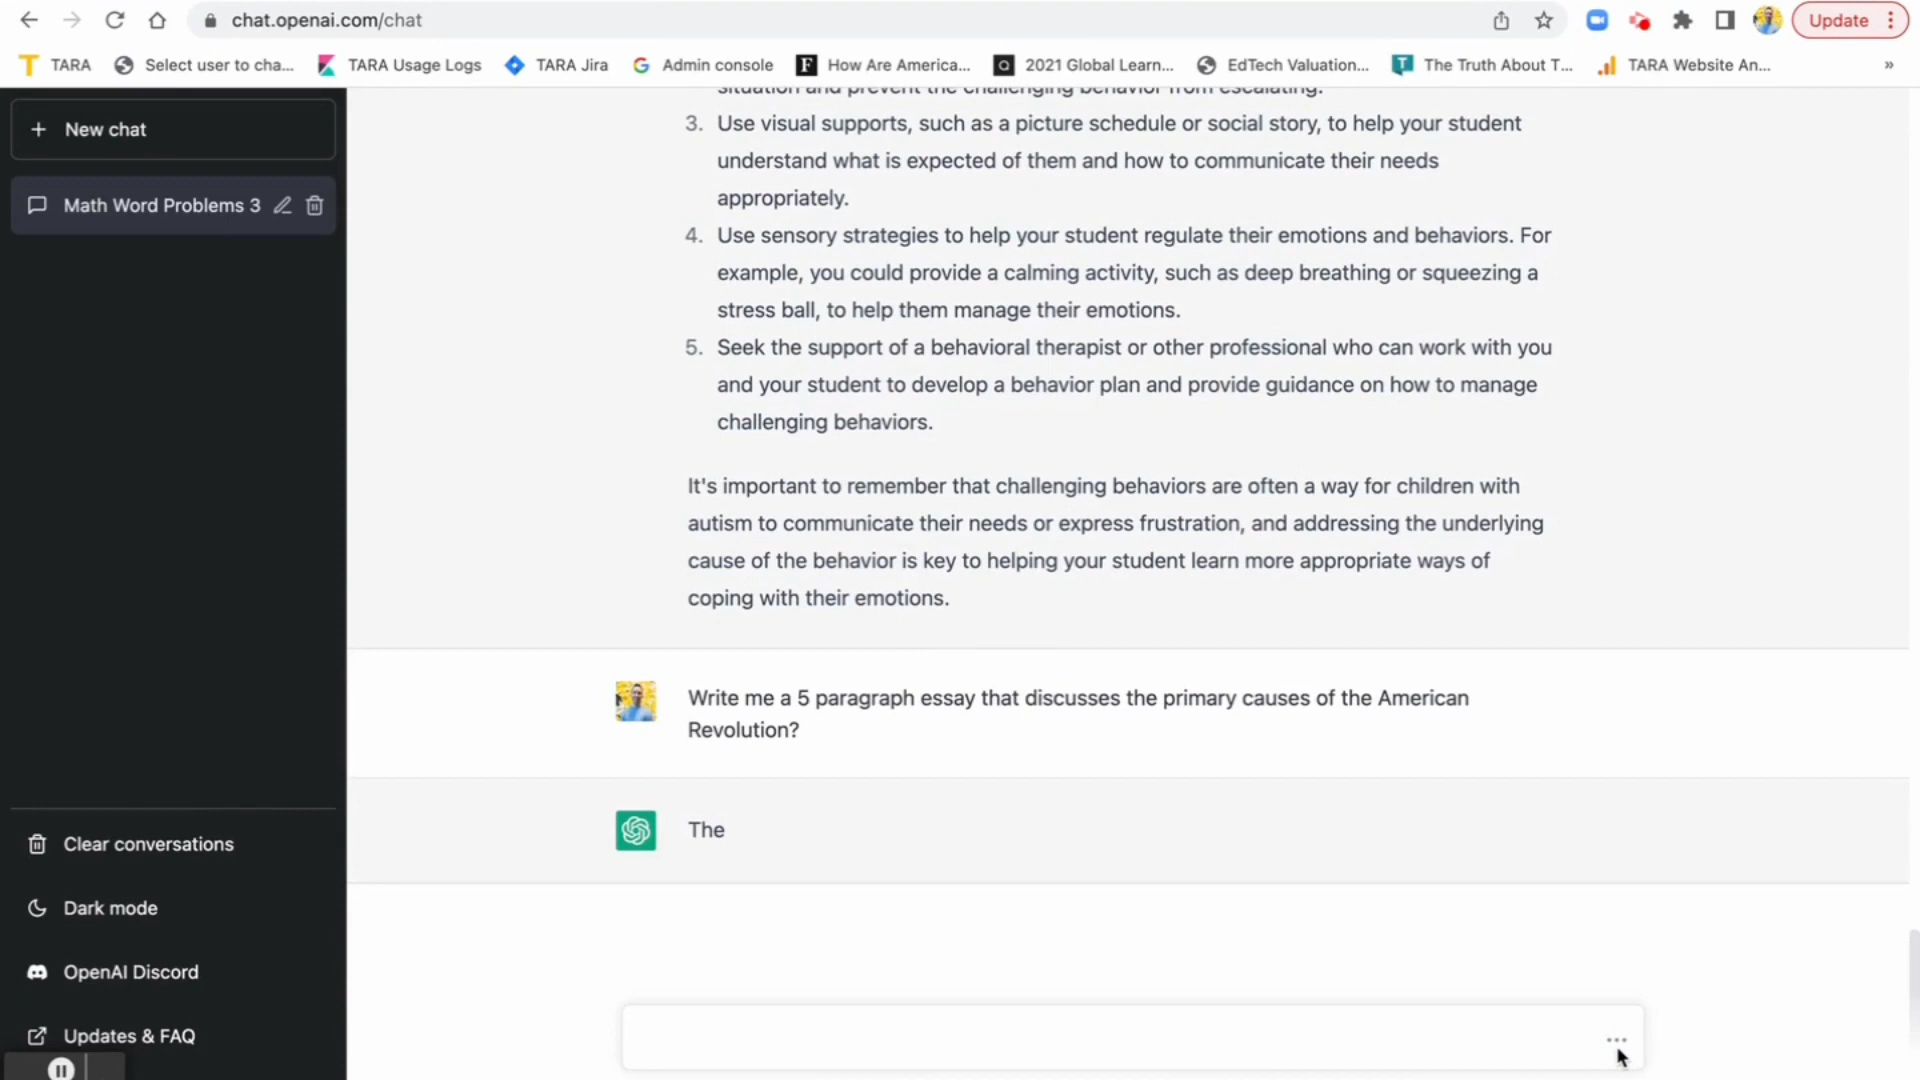 chat.openai.com/chat
Update
TARA
Select user to cha...
TARA Usage Logs
TARA Jira
Admin console
How Are America...
2021 Global Learn...
EdTech Valuation...
The Truth About T...
TARA Website An...
»
New chat
Math Word Problems 3
situation and prevent the challenging behavior from escalating.
3. Use visual supports, such as a picture schedule or social story, to help your student
understand what is expected of them and how to communicate their needs
appropriately.
4. Use sensory strategies to help your student regulate their emotions and behaviors. For
example, you could provide a calming activity, such as deep breathing or squeezing a
stress ball, to help them manage their emotions.
5. Seek the support of a behavioral therapist or other professional who can work with you
and your student to develop a behavior plan and provide guidance on how to manage
challenging behaviors.
It's important to remember that challenging behaviors are often a way for children with
autism to communicate their needs or express frustration, and addressing the underlying
cause of the behavior is key to helping your student learn more appropriate ways of
coping with their emotions.
Write me a 5 paragraph essay that discusses the primary causes of the American
Revolution?
The
Clear conversations
Dark mode
OpenAI Discord
Updates & FAQ